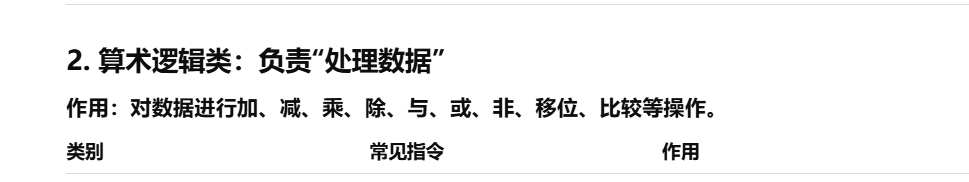 2. 算术逻辑类：负责“处理数据”
作用：对数据进行加、减、乘、除、与、或、非、移位、比较等操作。
类别 常见指令 作用